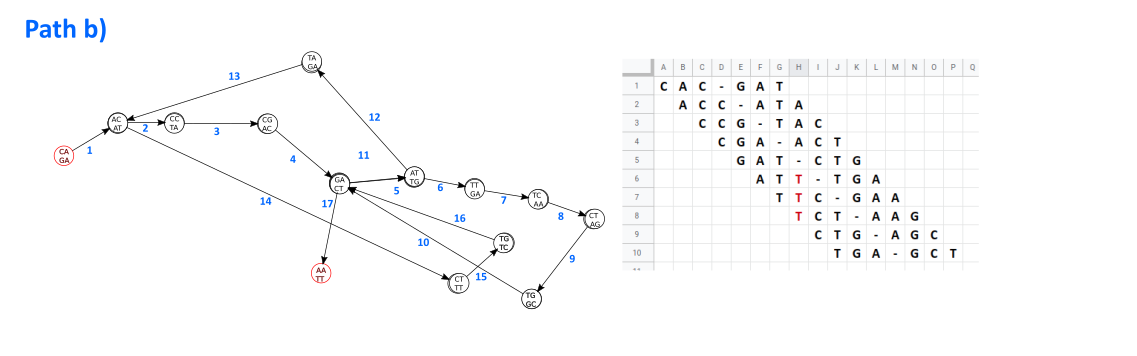 Path b)
TA
GA
13
12
AC
AT
2
CC
TA
3
CG
AC
1
CA
GA
4
11
GA
CT
5
AT
TG
6
TT
GA
7
TC
AA
8
CT
AG
14
17
16
10
TG
TC
9
AA
TT
CT
TT
15
TG
GC
A B C D E F G H I J K L M N O P Q
1 C A C - G A T
2 A C C - A T A
3 C C G - T A C
4 C G A - A C T
5 G A T - C T G
6 A T T - T G A
7 T T C - G A A
8 T C T - A A G
9 C T G - A G C
10 T G A - G C T